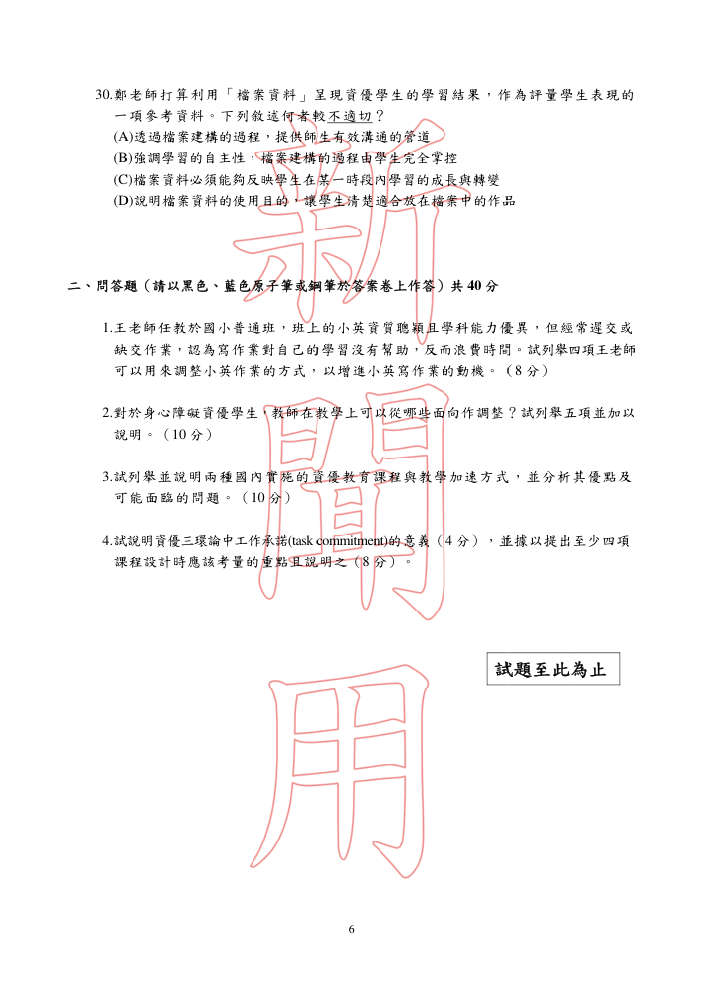 30.鄭老師打算利用「檔案資料」呈現資優學生的學習結果，作為評量學生表現的
一項參考資料。下列敘述何者較不適切？
(A)透過檔案建構的過程，提供師生有效溝通的管道
(B)強調學習的自主性，檔案建構的過程由學生完全掌控
(C)檔案資料必須能夠反映學生在某一時段內學習的成長與轉變
(D)說明檔案資料的使用目的，讓學生清楚適合放在檔案中的作品
二、問答題（請以黑色、藍色原子筆或鋼筆於答案卷上作答）共 40 分
1.王老師任教於國小普通班，班上的小英資質聰穎且學科能力優異，但經常遲交或
缺交作業，認為寫作業對自己的學習沒有幫助，反而浪費時間。試列舉四項王老師
可以用來調整小英作業的方式，以增進小英寫作業的動機。（8 分）
2.對於身心障礙資優學生，教師在教學上可以從哪些面向作調整？試列舉五項並加以
說明。（10 分）
3.試列舉並說明兩種國內實施的資優教育課程與教學加速方式，並分析其優點及
可能面臨的問題。（10 分）
4.試說明資優三環論中工作承諾(task commitment)的意義（4 分），並據以提出至少四項
課程設計時應該考量的重點且說明之（8 分）。
試題至此為止
新聞用
6